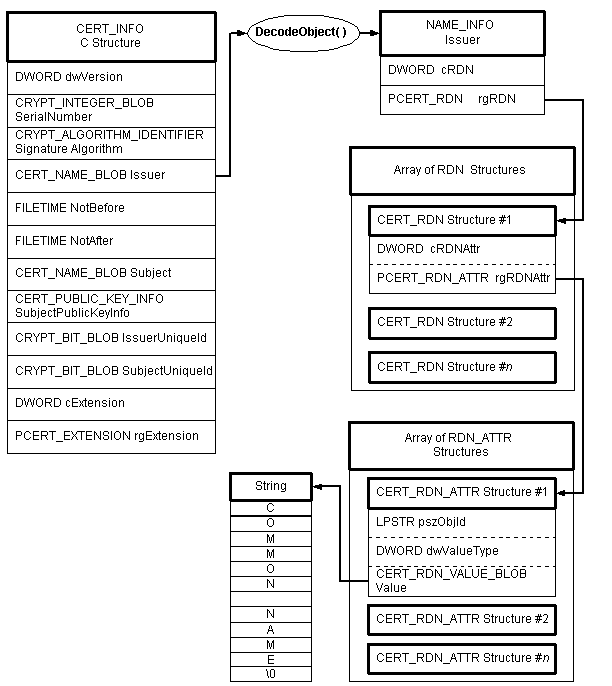 CERT_INFO
C Structure
DWORD dwVersion
CRYPT_INTEGER_BLOB
SerialNumber
CRYPT_ALGORITHM_IDENTIFIER
Signature Algorithm
CERT_NAME_BLOB Issuer
FILETIME NotBefore
FILETIME NotAfter
CERT_NAME_BLOB Subject
CERT_PUBLIC_KEY_INFO
SubjectPublicKeyInfo
CRYPT_BIT_BLOB IssuerUniqueId
CRYPT_BIT_BLOB SubjectUniqueId
DWORD cExtension
PCERT_EXTENSION rgExtension
DecodeObject( )
NAME_INFO
Issuer
DWORD cRDN
PCERT_RDN rgRDN
Array of RDN Structures
CERT_RDN Structure #1
DWORD cRDNAttr
PCERT_RDN_ATTR rgRDNAttr
CERT_RDN Structure #2
CERT_RDN Structure #n
Array of RDN_ATTR
Structures
CERT_RDN_ATTR Structure #1
LPSTR pszObjId
DWORD dwValueType
CERT_RDN_VALUE_BLOB
Value
CERT_RDN_ATTR Structure #2
CERT_RDN_ATTR Structure #n
String
C
O
M
M
O
N
N
A
M
E
\0